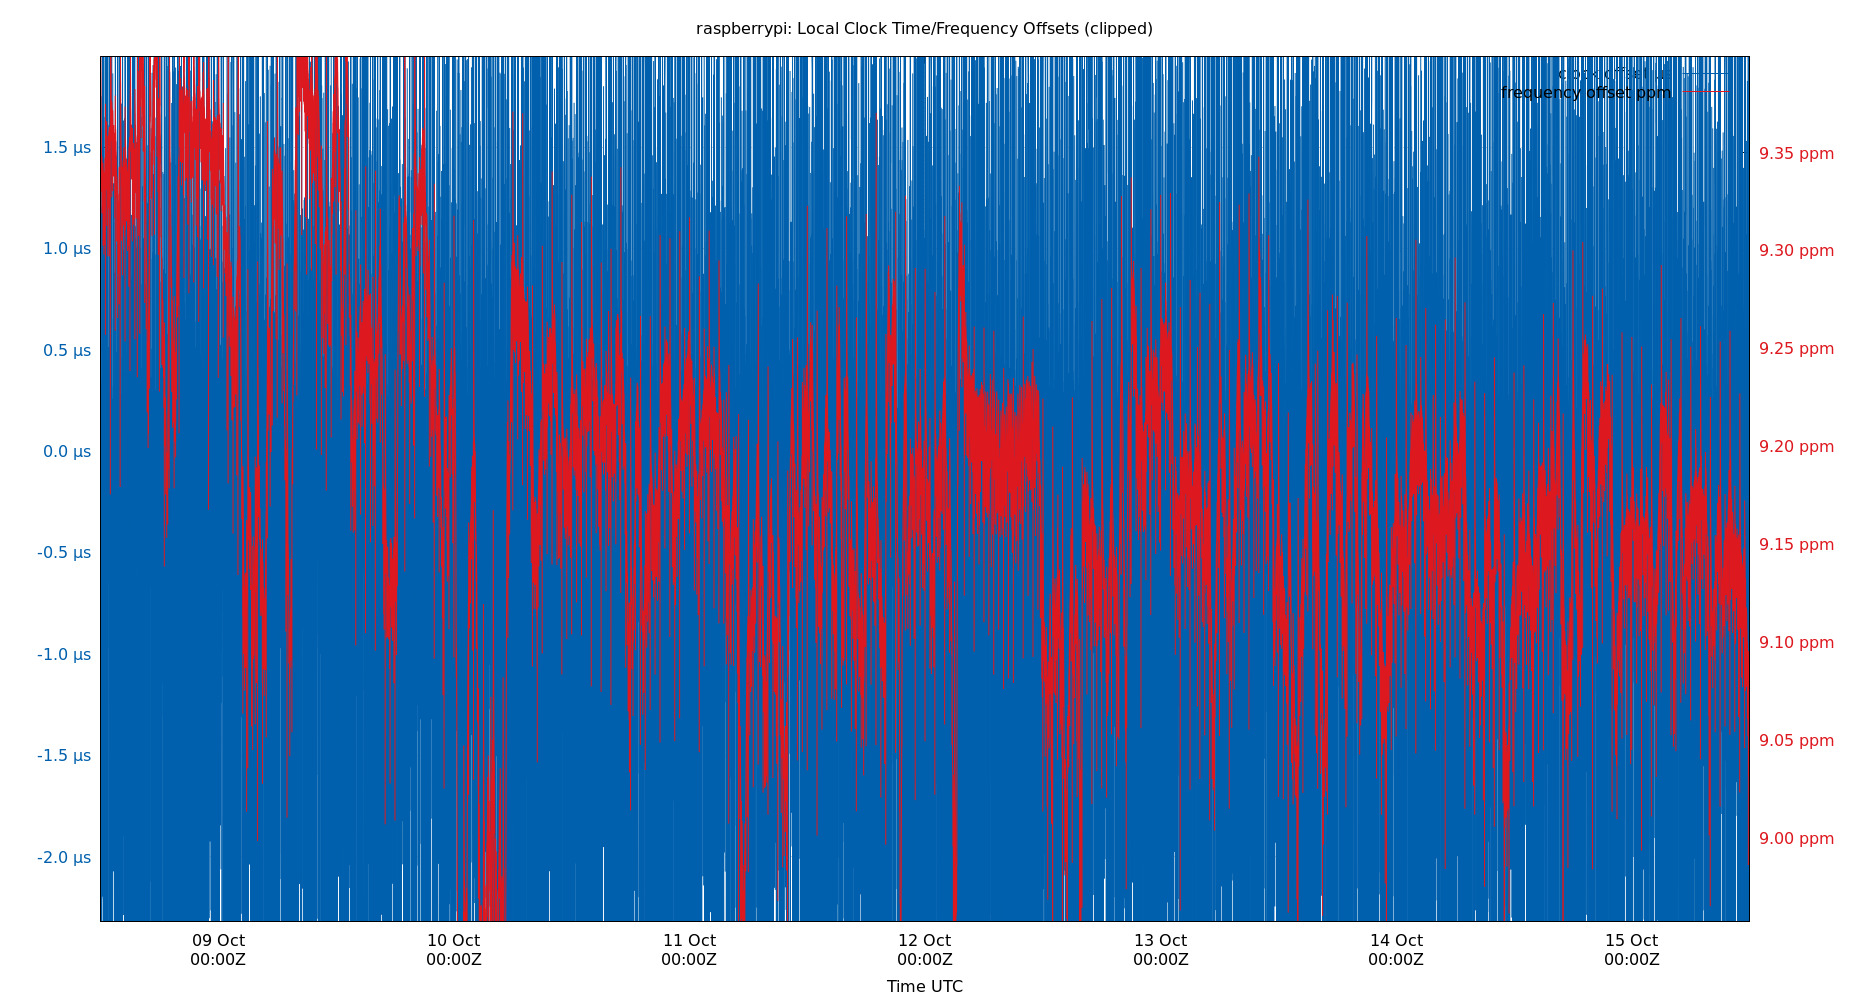 raspberrypi: Local Clock Time/Frequency Offsets (clipped)
clock offset µs
frequency offset ppm
1.5 µs
1.0 µs
0.5 µs
0.0 µs
-0.5 µs
-1.0 µs
-1.5 µs
-2.0 µs
9.35 ppm
9.30 ppm
9.25 ppm
9.20 ppm
9.15 ppm
9.10 ppm
9.05 ppm
9.00 ppm
09 Oct
00:00Z
10 Oct
00:00Z
11 Oct
00:00Z
12 Oct
00:00Z
13 Oct
00:00Z
14 Oct
00:00Z
15 Oct
00:00Z
Time UTC